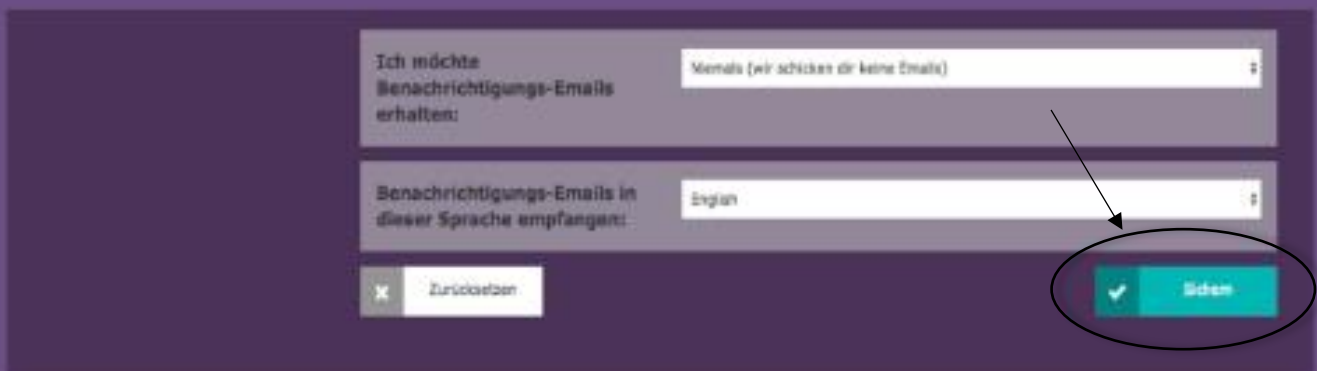 Ich möchte
Benachrichtigungs-Emails
erhalten:
Niemals (wir schicken dir keine Emails)
Benachrichtigungs-Emails in
dieser Sprache empfangen:
English
Zurücksetzen
Sichern